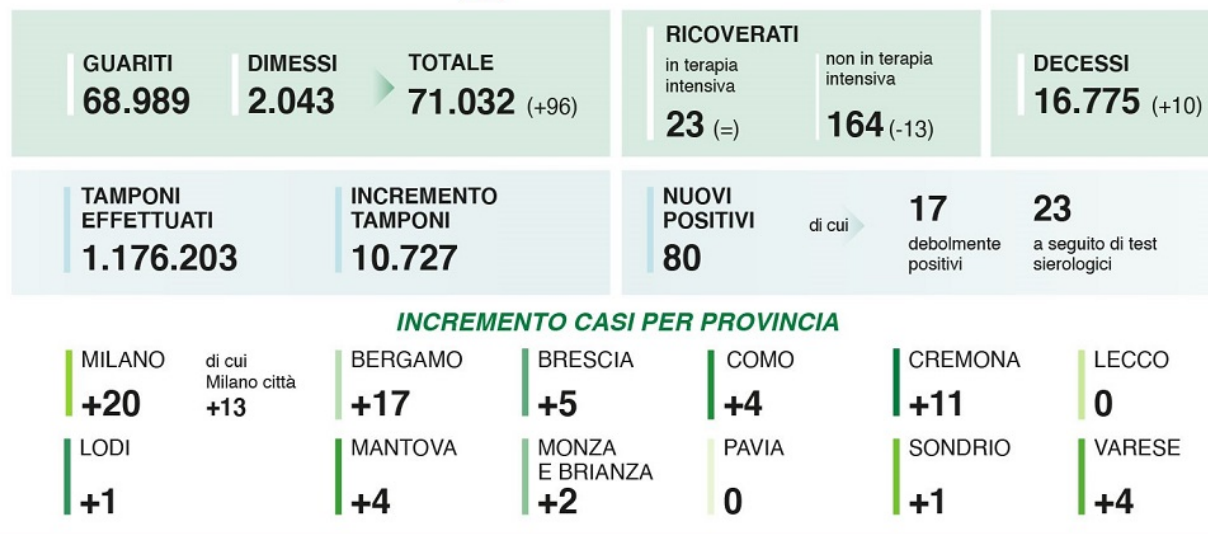 GUARITI
68.989
DIMESSI
2.043
TOTALE
71.032 (+96)
RICOVERATI
in terapia
intensiva
23 (=)
non in terapia
intensiva
164 (-13)
DECESSI
16.775 (+10)
TAMPONI
EFFETTUATI
1.176.203
INCREMENTO
TAMPONI
10.727
NUOVI
POSITIVI
80
di cui
17
debolmente
positivi
23
a seguito di test
sierologici
INCREMENTO CASI PER PROVINCIA
MILANO
+20
di cui
Milano città
+13
BERGAMO
+17
BRESCIA
+5
COMO
+4
CREMONA
+11
LECCO
0
LODI
+1
MANTOVA
+4
MONZA
E BRIANZA
+2
PAVIA
0
SONDRIO
+1
VARESE
+4